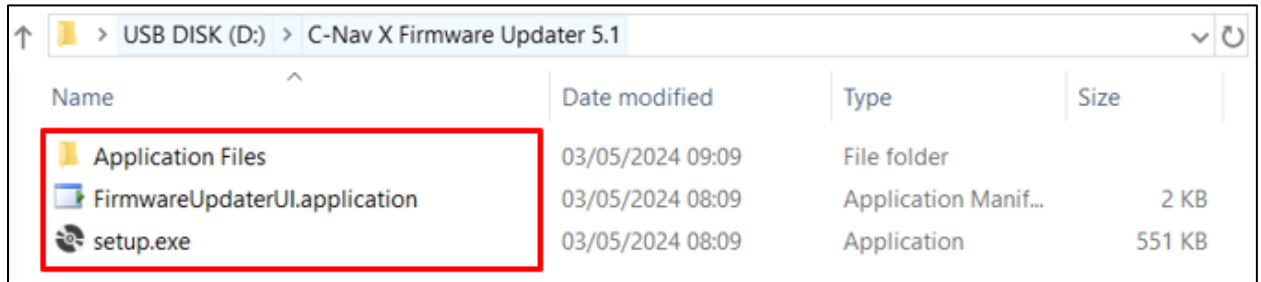 USB DISK (D:) > C-Nav X Firmware Updater 5.1
Name Date modified Type Size
Application Files 03/05/2024 09:09 File folder
FirmwareUpdaterUI.application 03/05/2024 08:09 Application Manif... 2 KB
setup.exe 03/05/2024 08:09 Application 551 KB